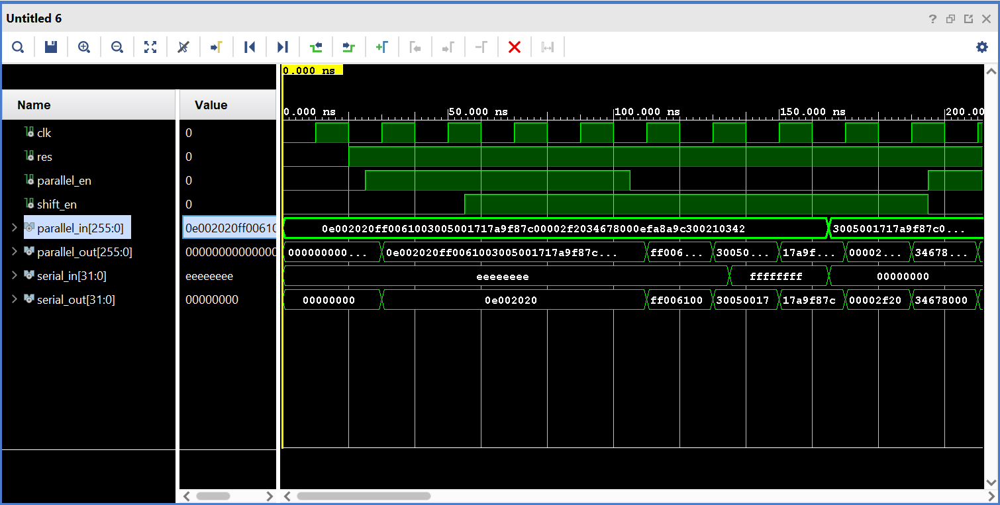 Untitled 6
0.000 ns
Name Value
0.000 ns 50.000 ns 100.000 ns 150.000 ns 200.00
clk 0
res 0
parallel_en 0
shift_en 0
parallel_in[255:0] 0e002020ff00610 0e002020ff0061003005001717a9f87c00002f2034678000efa8a9c300210342 3005001717a9f87c0...
parallel_out[255:0] 00000000000000 000000000... 0e002020ff0061003005001717a9f87c... ff006... 30050... 17a9f... 00002... 34678...
serial_in[31:0] eeeeeeee eeeeeeee ffffffff 00000000
serial_out[31:0] 00000000 00000000 0e002020 ff006100 30050017 17a9f87c 00002f20 34678000